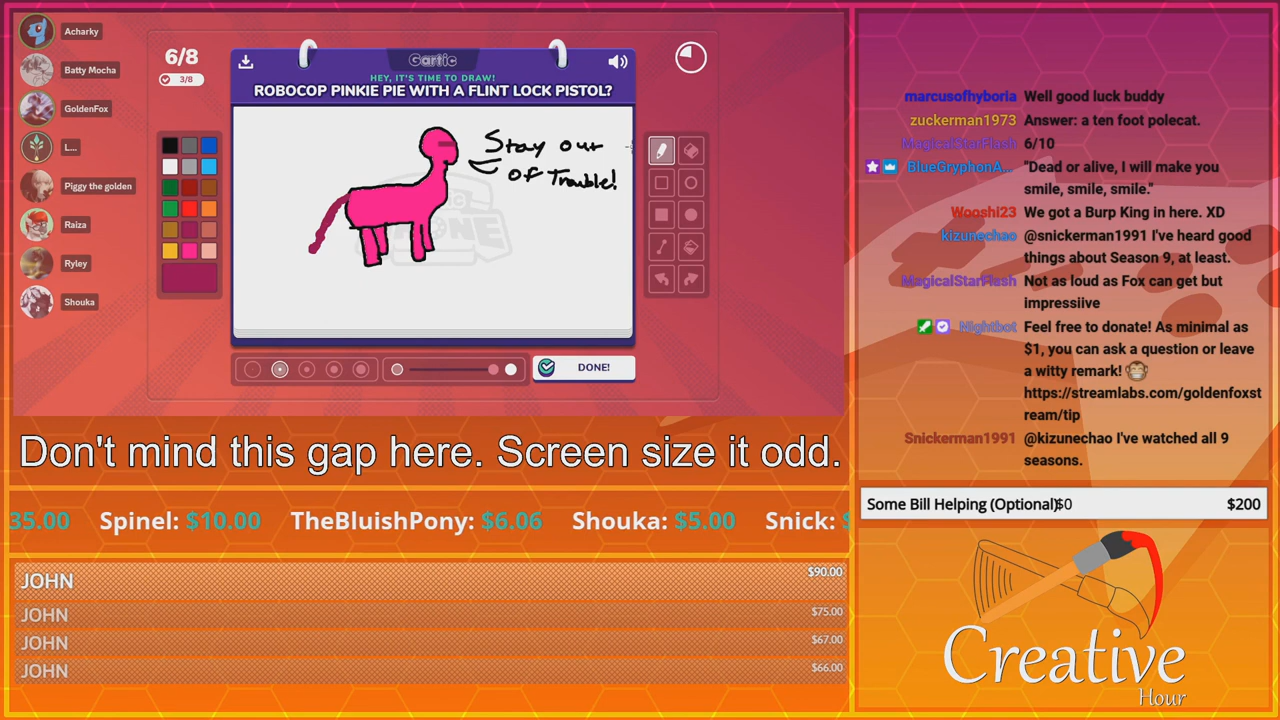 Acharky
Batty Mocha
GoldenFox
L...
Piggy the golden
Raiza
Ryley
Shouka
6/8
3/8
Gartic
HEY, IT'S TIME TO DRAW!
ROBOCOP PINKIE PIE WITH A FLINT LOCK PISTOL?
Stay our
of Trouble!
DONE!
Don't mind this gap here. Screen size it odd.
35.00 Spinel: $10.00 TheBluishPony: $6.06 Shouka: $5.00 Snick: $
JOHN $90.00
JOHN $75.00
JOHN $67.00
JOHN $66.00
marcusofhyboria Well good luck buddy
zuckerman1973 Answer: a ten foot polecat.
MagicalStarFlash 6/10
BlueGryphonA... "Dead or alive, I will make you
smile, smile, smile."
Wooshi23 We got a Burp King in here. XD
kizunechao @snickerman1991 I've heard good
things about Season 9, at least.
MagicalStarFlash Not as loud as Fox can get but
impressiive
Nightbot Feel free to donate! As minimal as
$1, you can ask a question or leave
a witty remark!
https://streamlabs.com/goldenfoxst
ream/tip
Snickerman1991 @kizunechao I've watched all 9
seasons.
Some Bill Helping (Optional) $0 $200
Creative
Hour